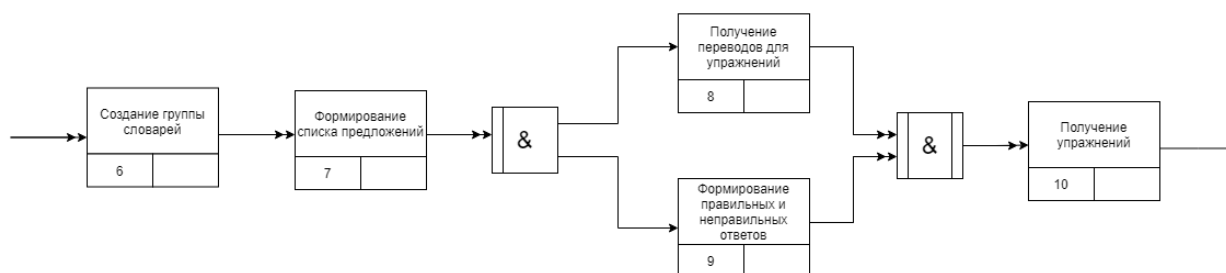 Создание группы
словарей
6
Формирование
списка предложений
7
&
Получение
переводов для
упражнений
8
Формирование
правильных и
неправильных
ответов
9
&
Получение
упражнений
10